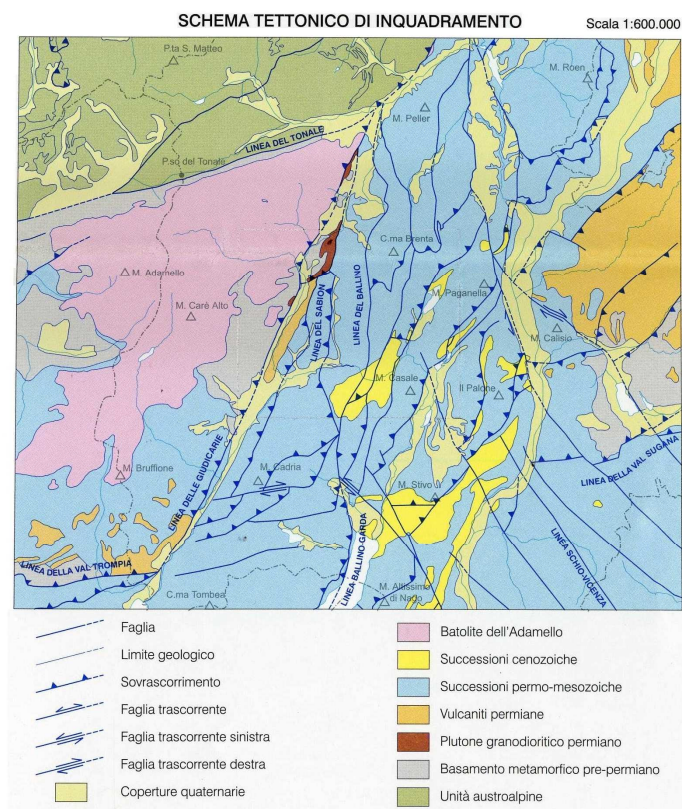 SCHEMA TETTONICO DI INQUADRAMENTO
Scala 1:600.000
P.ta S. Matteo
M. Roen
M. Peller
LINEA DEL TONALE
P.so del Tonale
C.ma Brenta
M. Adamello
M. Paganella
M. Carè Alto
LINEA DEL SABION
LINEA DEL BALLINO
M. Calisio
M. Casale
Il Palone
LINEA DELLE GIUDICARIE
M. Bruffione
M. Cadria
M. Stivo
LINEA DELLA VAL SUGANA
LINEA DELLA VAL TROMPIA
LINEA BALLINO-GARDA
LINEA SCHIO-VICENZA
C.ma Tombea
M. Altissimo
di Nago
Faglia
Limite geologico
Sovrascorrimento
Faglia trascorrente
Faglia trascorrente sinistra
Faglia trascorrente destra
Coperture quaternarie
Batolite dell'Adamello
Successioni cenozoiche
Successioni permo-mesozoiche
Vulcaniti permiane
Plutone granodioritico permiano
Basamento metamorfico pre-permiano
Unità austroalpine